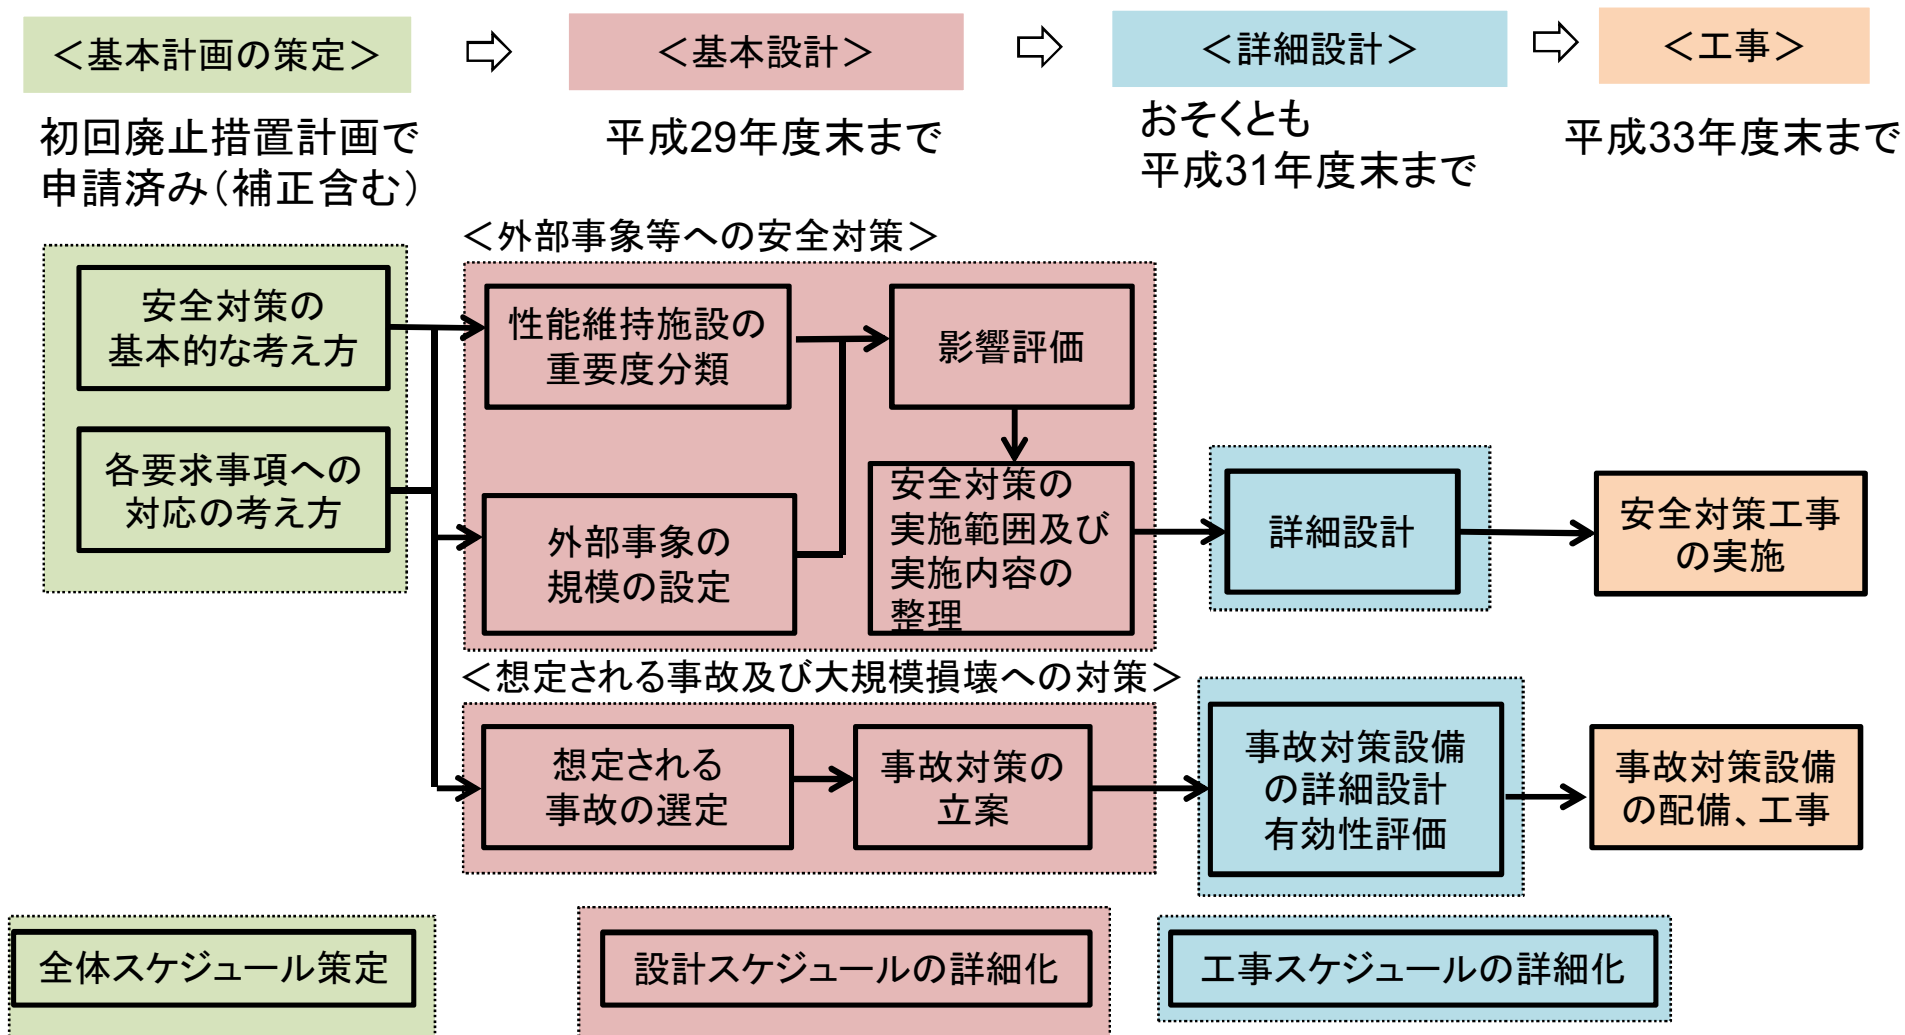 ＜基本計画の策定＞
＜基本設計＞
＜詳細設計＞
＜工事＞
初回廃止措置計画で
申請済み（補正含む）
平成29年度末まで
おそくとも
平成31年度末まで
平成33年度末まで
＜外部事象等への安全対策＞
安全対策の
基本的な考え方
各要求事項への
対応の考え方
性能維持施設の
重要度分類
影響評価
外部事象の
規模の設定
安全対策の
実施範囲及び
実施内容の
整理
詳細設計
安全対策工事
の実施
＜想定される事故及び大規模損壊への対策＞
想定される
事故の選定
事故対策の
立案
事故対策設備
の詳細設計
有効性評価
事故対策設備
の配備、工事
全体スケジュール策定
設計スケジュールの詳細化
工事スケジュールの詳細化